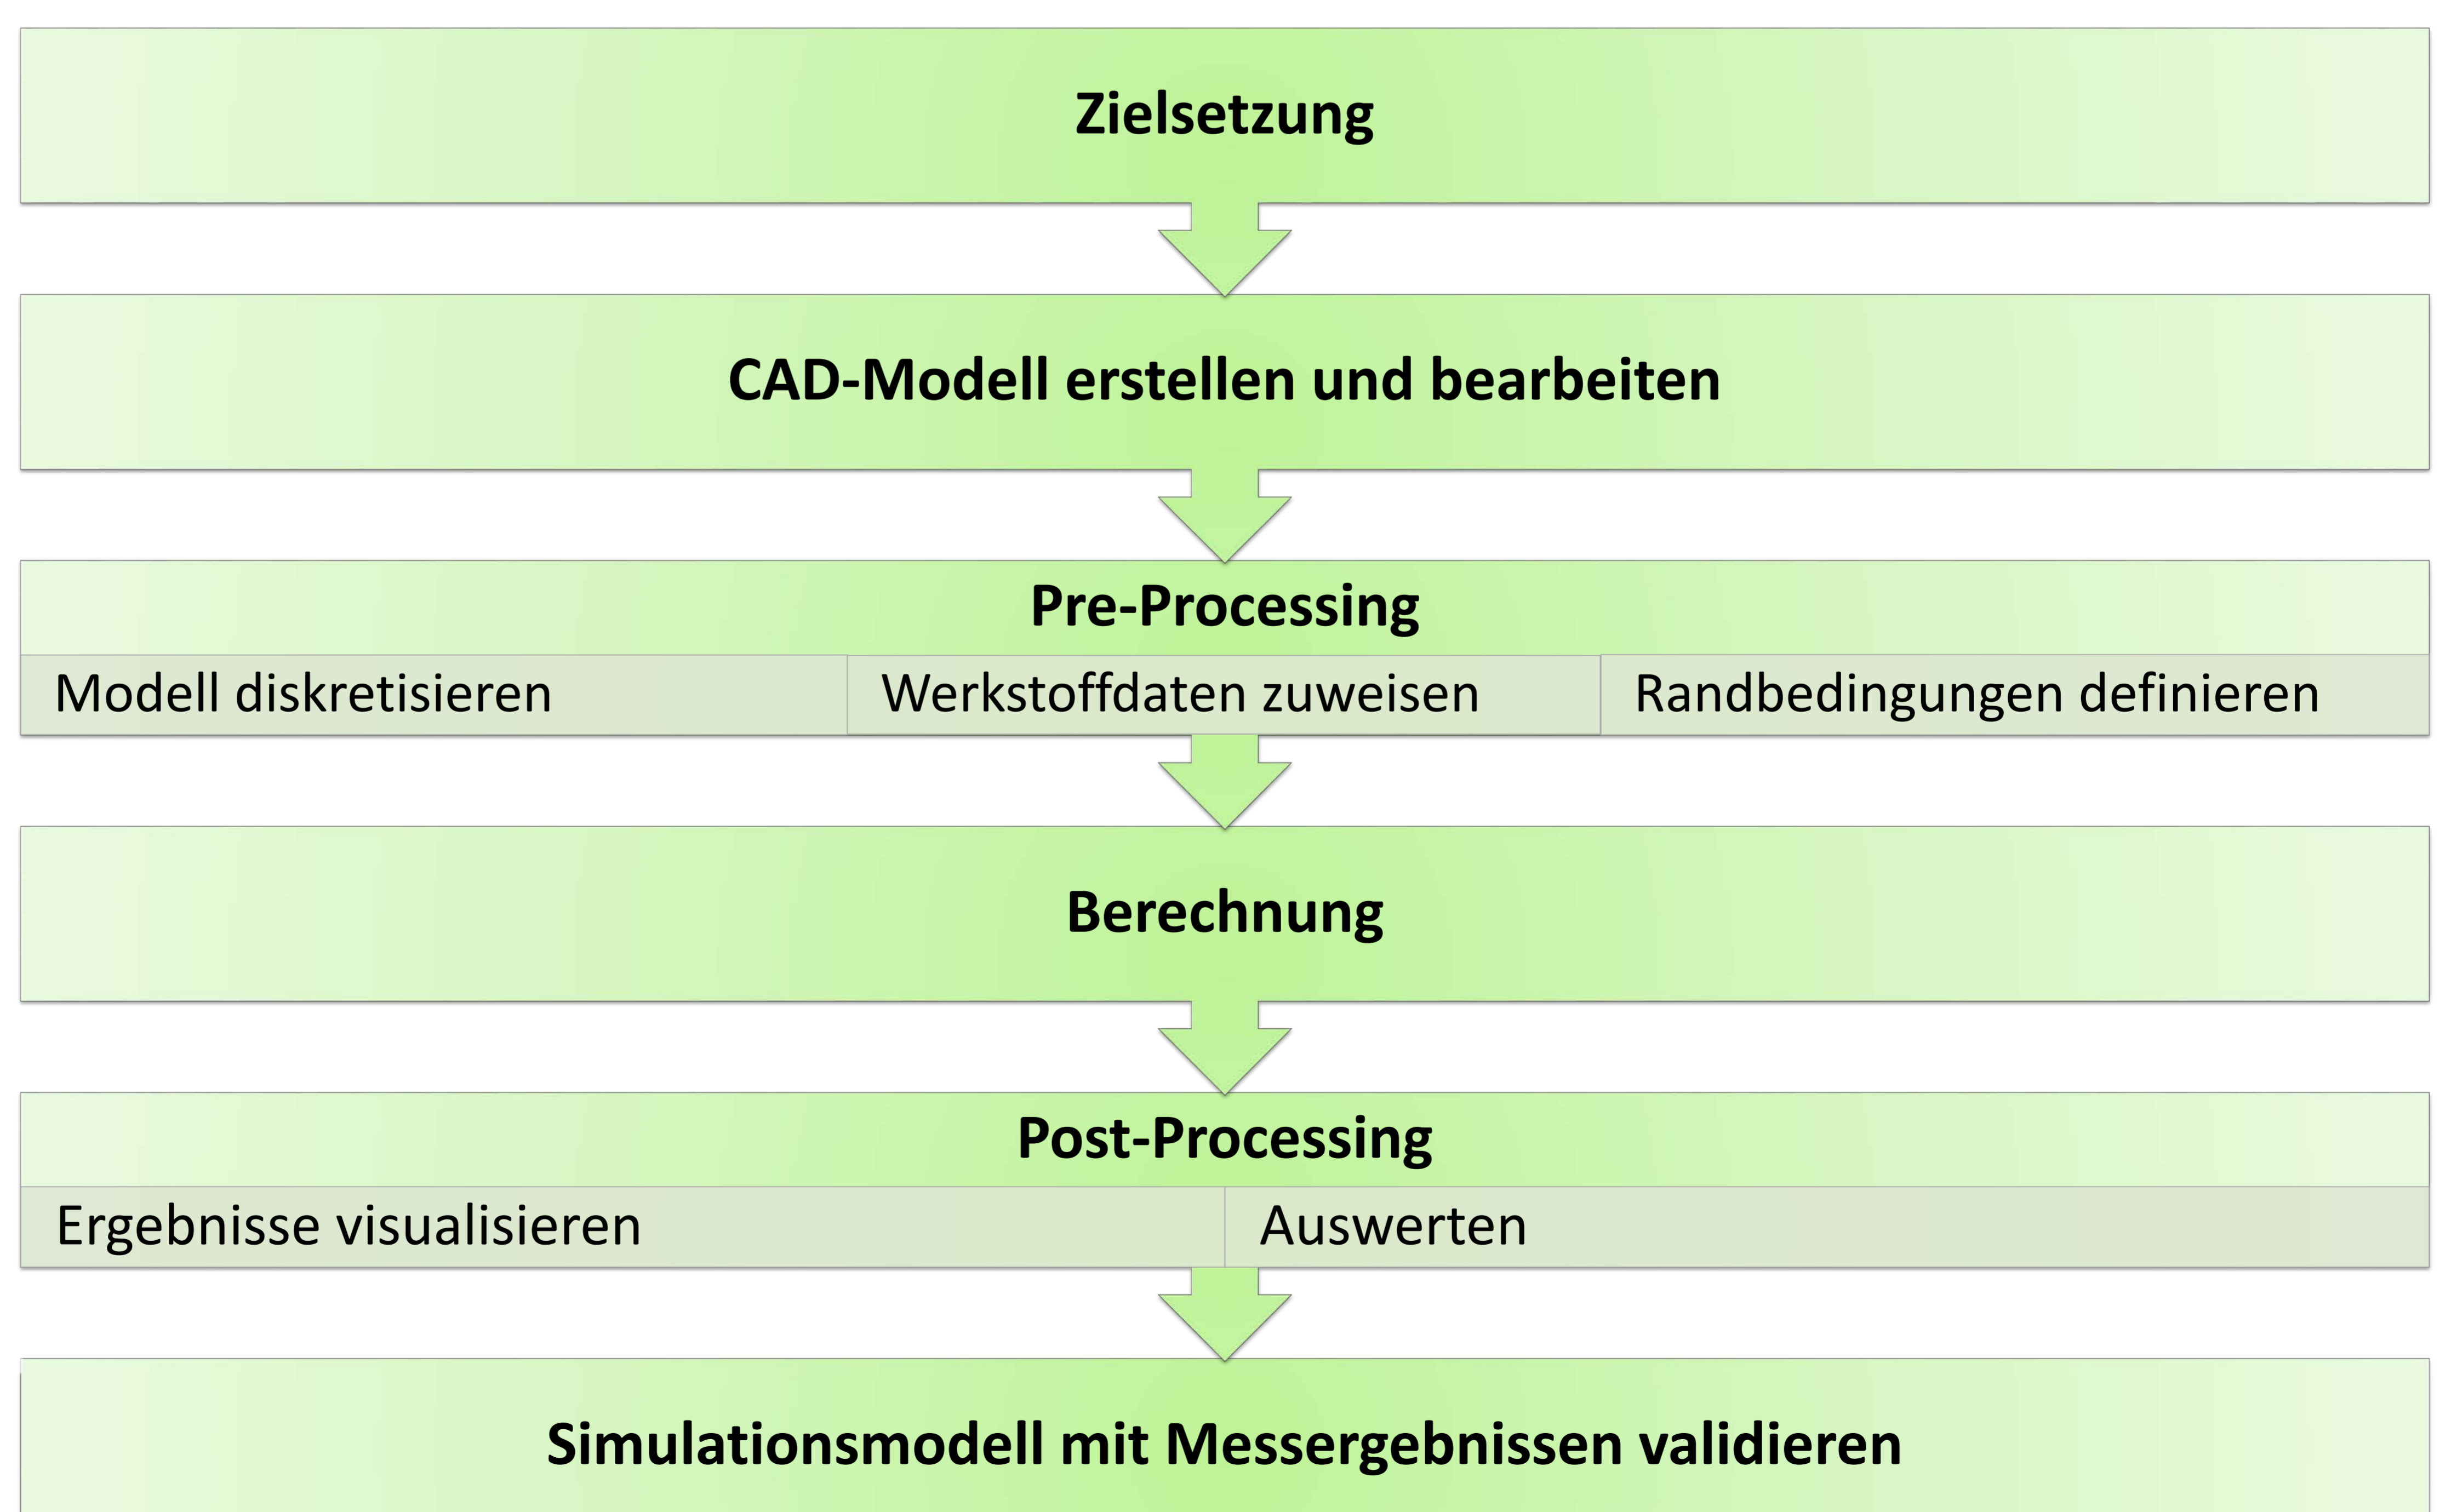 Zielsetzung
CAD-Modell erstellen und bearbeiten
Pre-Processing
Modell diskretisieren
Werkstoffdaten zuweisen
Randbedingungen definieren
Berechnung
Post-Processing
Ergebnisse visualisieren
Auswerten
Simulationsmodell mit Messergebnissen validieren